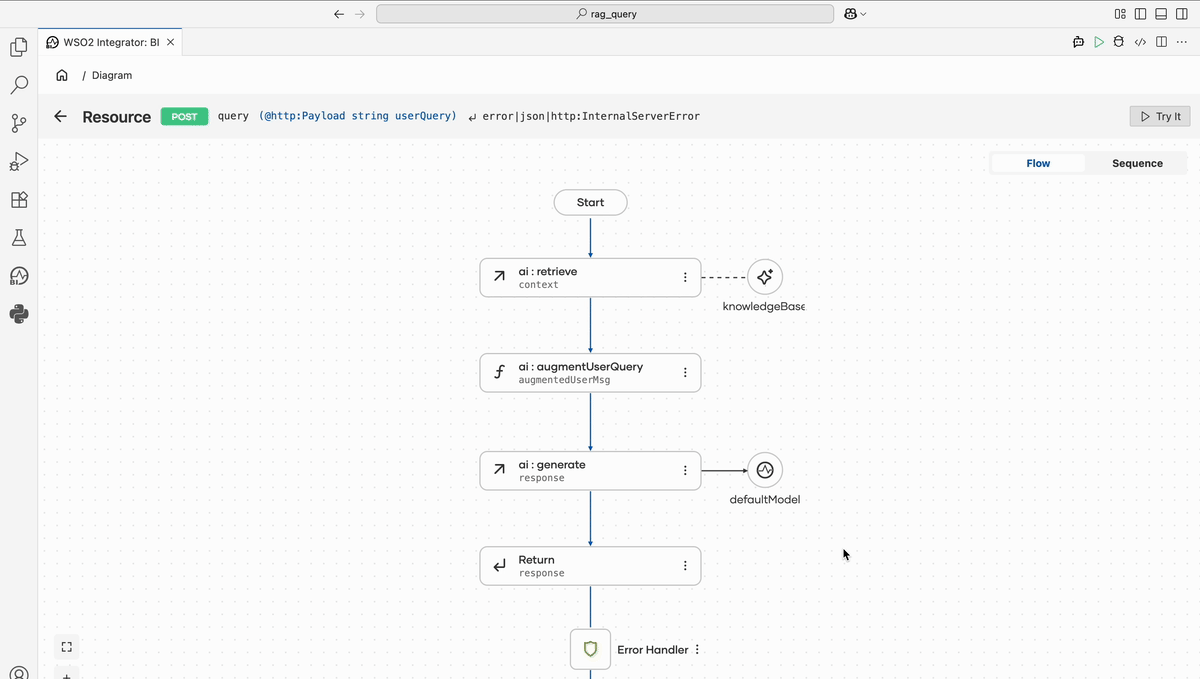 rag_query
WSO2 Integrator: BI
/ Diagram
Resource POST query (@http:Payload string userQuery) error|json|http:InternalServerError
Try It
Flow Sequence
Start
ai : retrieve
context
knowledgeBase
ai : augmentUserQuery
augmentedUserMsg
ai : generate
response
defaultModel
Return
response
Error Handler
BI